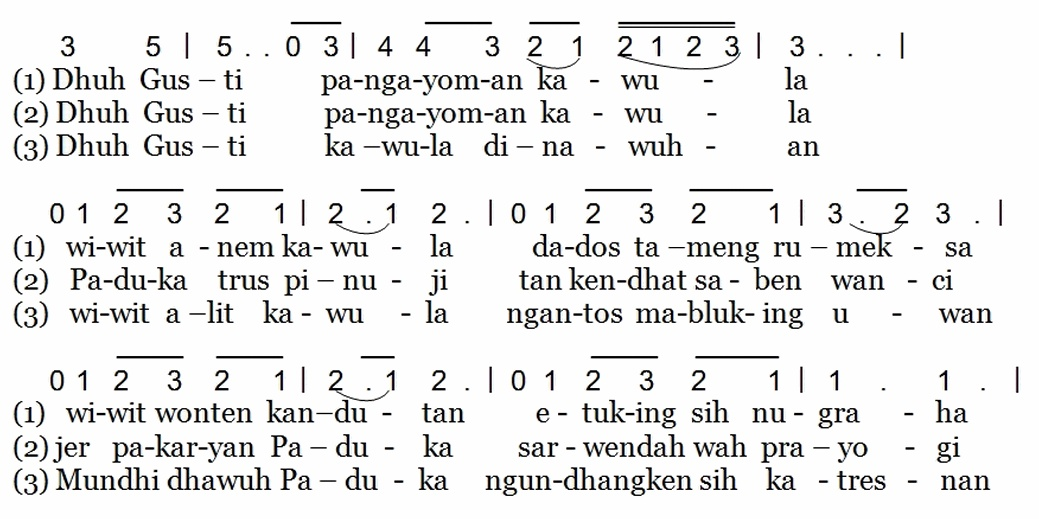 3 5 | 5 . . 0 3 | 4 4 3 2 1 2 1 2 3 | 3 . . . |
(1) Dhuh Gus – ti pa-nga-yom-an ka - wu - la
(2) Dhuh Gus – ti pa-nga-yom-an ka - wu - la
(3) Dhuh Gus – ti ka –wu-la di – na - wuh - an
0 1 2 3 2 1 | 2 . 1 2 . | 0 1 2 3 2 1 | 3 . 2 3 . |
(1) wi-wit a - nem ka- wu - la da-dos ta –meng ru – mek - sa
(2) Pa-du-ka trus pi – nu - ji tan ken-dhat sa - ben wan - ci
(3) wi-wit a –lit ka - wu - la ngan-tos ma-bluk- ing u - wan
0 1 2 3 2 1 | 2 . 1 2 . | 0 1 2 3 2 1 | 1 . 1 . |
(1) wi-wit wonten kan–du - tan e - tuk-ing sih nu - gra - ha
(2) jer pa-kar-yan Pa – du - ka sar - wendah wah pra – yo - gi
(3) Mundhi dhawuh Pa – du - ka ngun-dhangken sih ka - tres - nan